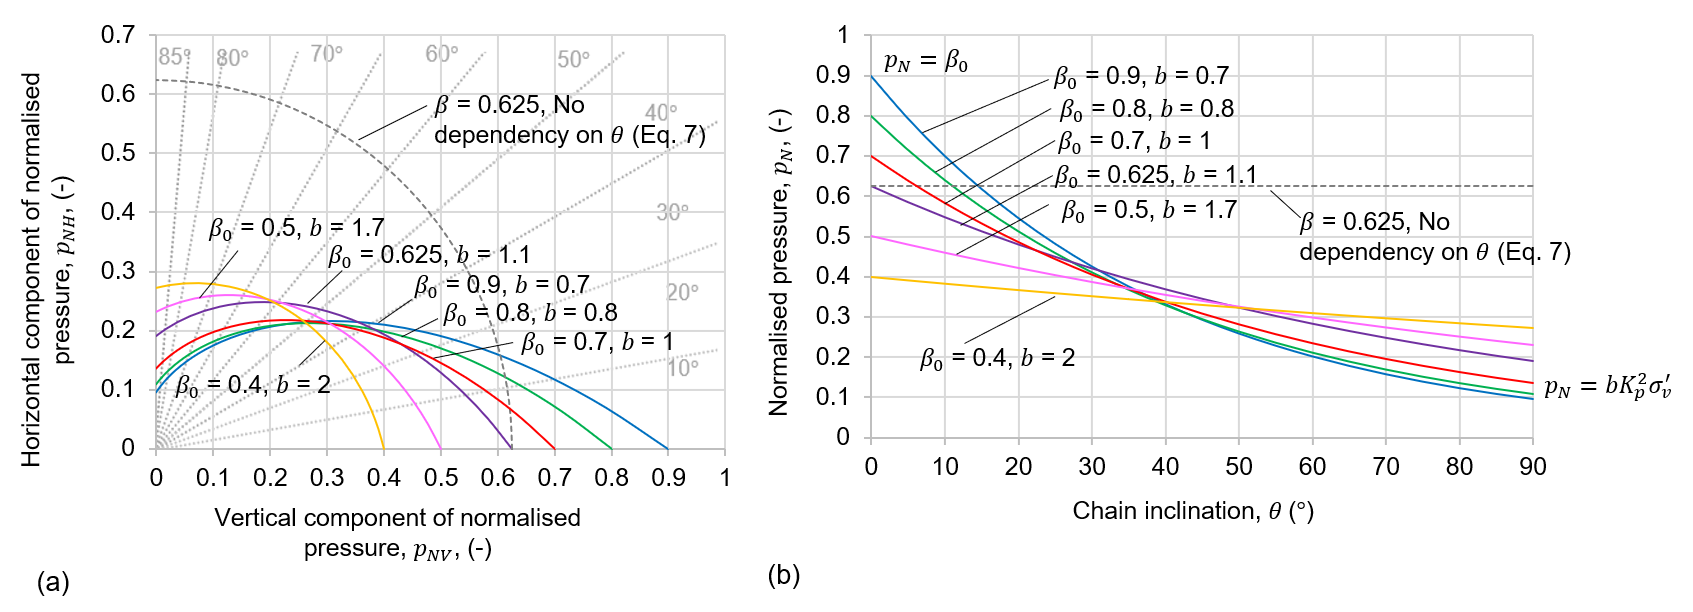 0.7
0.6
0.5
0.4
0.3
0.2
0.1
0
0 0.1 0.2 0.3 0.4 0.5 0.6 0.7 0.8 0.9 1
Horizontal component of normalised
pressure, p_NH, (-)
Vertical component of normalised
pressure, p_NV, (-)
85° 80° 70° 60° 50°
40°
30°
20°
10°
β = 0.625, No
dependency on θ (Eq. 7)
β₀ = 0.5, b = 1.7
β₀ = 0.625, b = 1.1
β₀ = 0.9, b = 0.7
β₀ = 0.8, b = 0.8
β₀ = 0.7, b = 1
β₀ = 0.4, b = 2
(a)
1
0.9
0.8
0.7
0.6
0.5
0.4
0.3
0.2
0.1
0
0 10 20 30 40 50 60 70 80 90
Normalised pressure, p_N, (-)
Chain inclination, θ (°)
p_N = β₀
β₀ = 0.9, b = 0.7
β₀ = 0.8, b = 0.8
β₀ = 0.7, b = 1
β₀ = 0.625, b = 1.1
β₀ = 0.5, b = 1.7
β = 0.625, No
dependency on θ (Eq. 7)
β₀ = 0.4, b = 2
p_N = bK_p²σ′_v
(b)